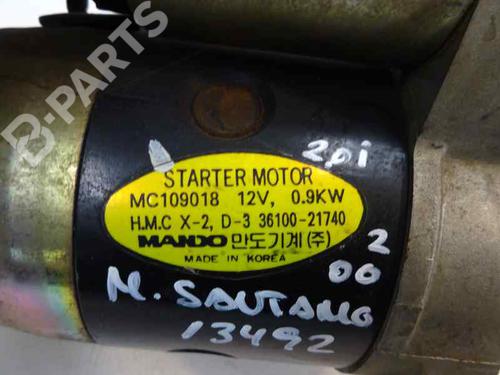 B-PARTS
2.0i
STARTER MOTOR
MC109018 12V, 0.9KW
H.M.C X-2, D-3 36100-21740
MANDO 만도기계(주)
MADE IN KOREA
2
00
M. SANTAMO
13492